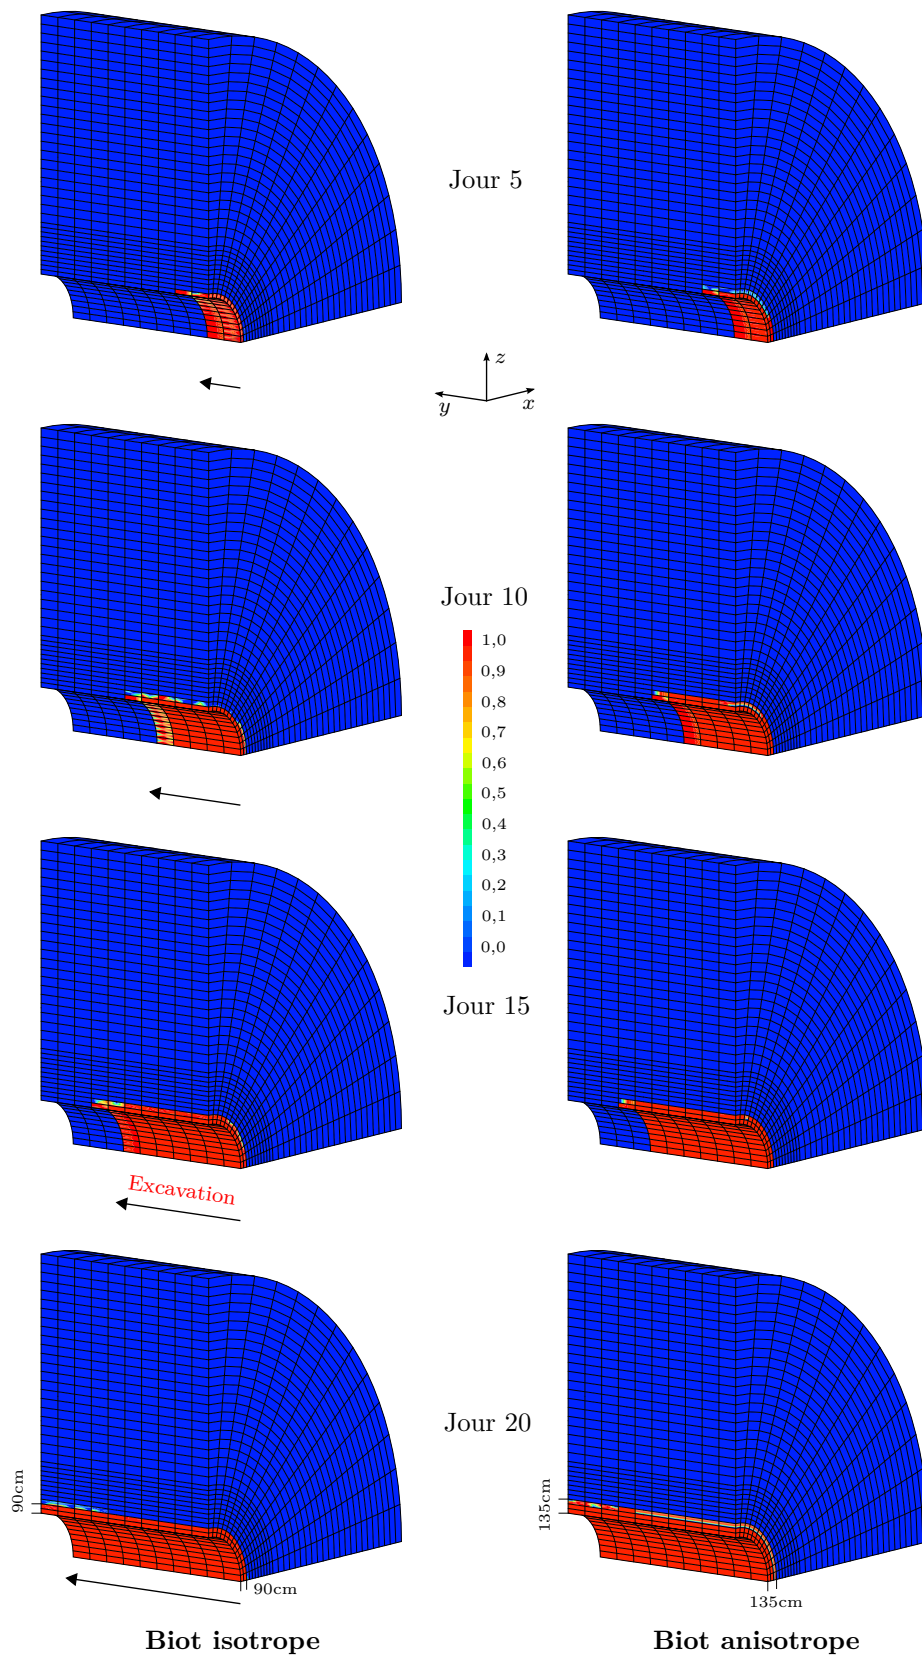 Jour 5
z
y
x
Jour 10
1,0
0,9
0,8
0,7
0,6
0,5
0,4
0,3
0,2
0,1
0,0
Jour 15
Excavation
Jour 20
90cm
90cm
135cm
135cm
Biot isotrope
Biot anisotrope